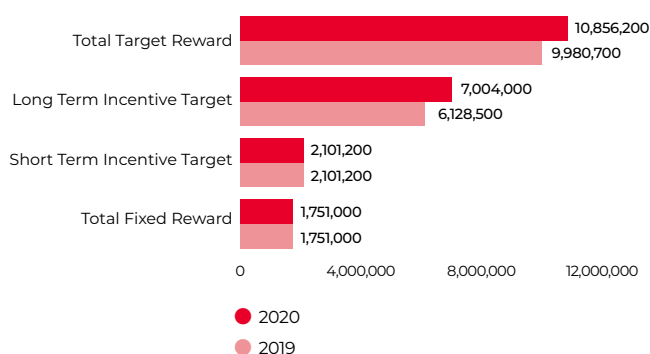 Total Target Reward
10,856,200
9,980,700
Long Term Incentive Target
7,004,000
6,128,500
Short Term Incentive Target
2,101,200
2,101,200
Total Fixed Reward
1,751,000
1,751,000
0 4,000,000 8,000,000 12,000,000
2020
2019